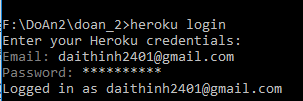 F:\DoAn2\doan_2>heroku login
Enter your Heroku credentials:
Email: daithinh2401@gmail.com
Password: **********
Logged in as daithinh2401@gmail.com